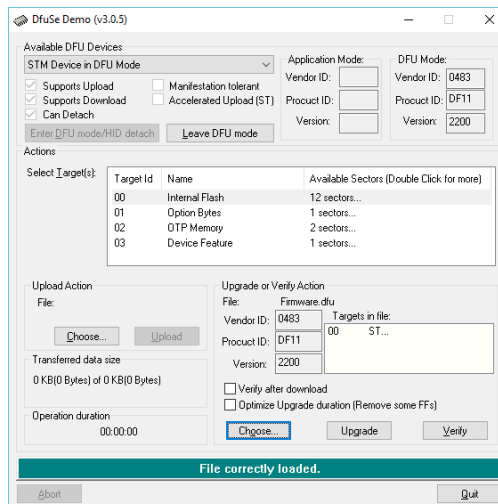 DfuSe Demo (v3.0.5)
Available DFU Devices
STM Device in DFU Mode
Supports Upload
Manifestation tolerant
Supports Download
Accelerated Upload (ST)
Can Detach
Enter DFU mode/HID detach
Leave DFU mode
Application Mode:
Vendor ID:
Procuct ID:
Version:
DFU Mode:
Vendor ID: 0483
Procuct ID: DF11
Version: 2200
Actions
Select Target(s):
Target Id Name Available Sectors (Double Click for more)
00 Internal Flash 12 sectors...
01 Option Bytes 1 sectors...
02 OTP Memory 2 sectors...
03 Device Feature 1 sectors...
Upload Action
File:
Choose... Upload
Transferred data size
0 KB(0 Bytes) of 0 KB(0 Bytes)
Operation duration
00:00:00
Upgrade or Verify Action
File: Firmware.dfu
Vendor ID: 0483
Procuct ID: DF11
Version: 2200
Targets in file:
00 ST...
Verify after download
Optimize Upgrade duration (Remove some FFs)
Choose... Upgrade Verify
File correctly loaded.
Abort Quit